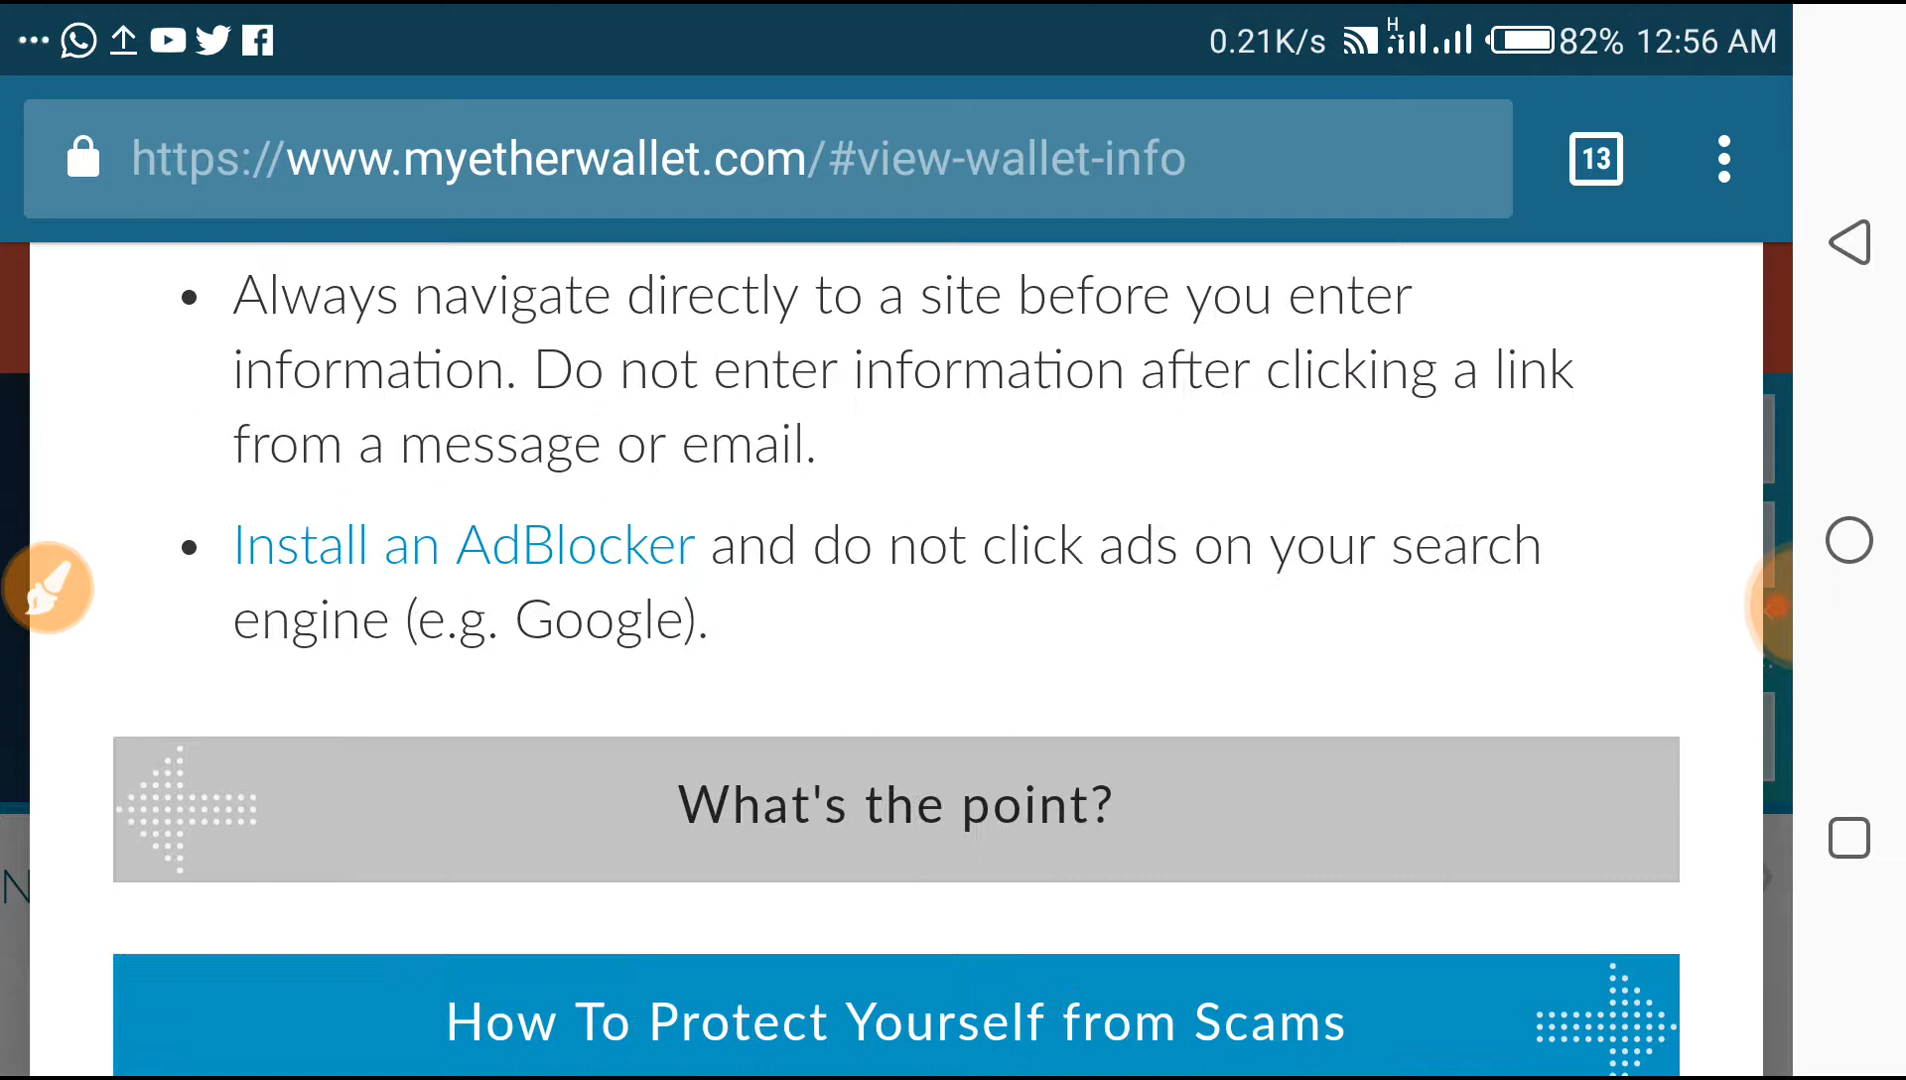 0.21K/s H 82% 12:56 AM
https://www.myetherwallet.com/#view-wallet-info 13
• Always navigate directly to a site before you enter
information. Do not enter information after clicking a link
from a message or email.
• Install an AdBlocker and do not click ads on your search
engine (e.g. Google).
What's the point?
N
How To Protect Yourself from Scams